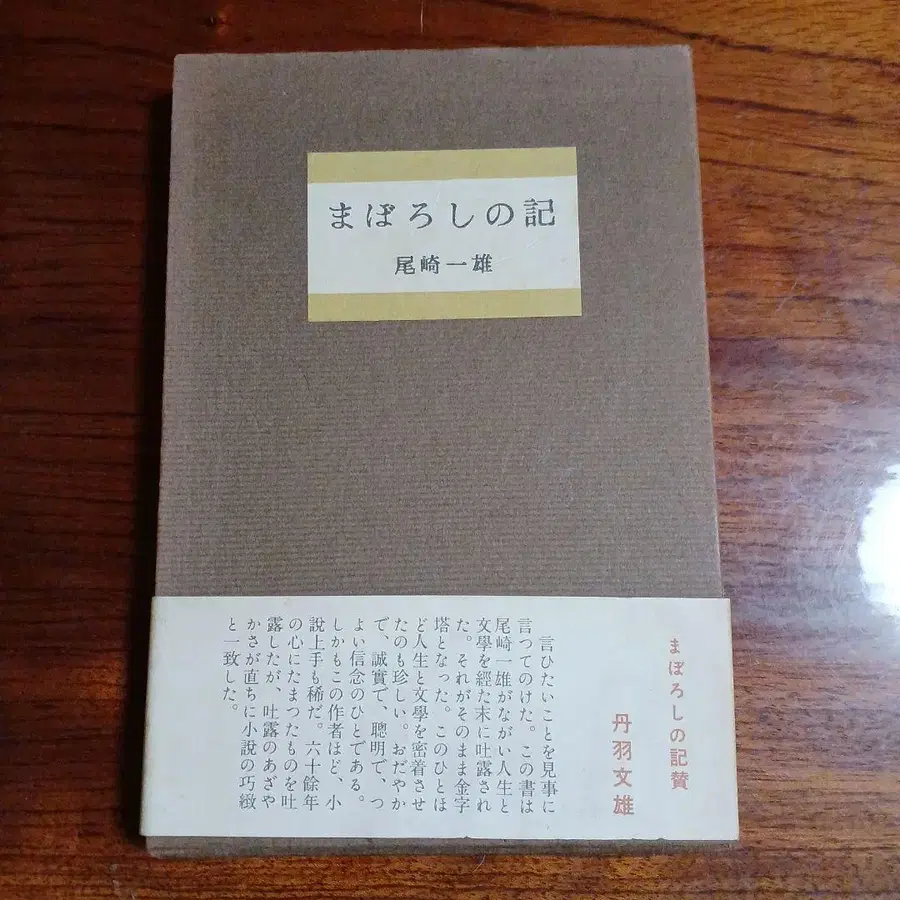 まぼろしの記
尾崎一雄
まぼろしの記賛
丹羽文雄
言ひたいことを見事に
言つてのけた。この書は
尾崎一雄がながい人生と
文學を經た末に吐露され
た。それがそのまま金字
塔となった。このひとほ
ど人生と文學を密着させ
たのも珍しい。おだやか
で、誠實で、聰明で、つ
よい信念のひとである。
しかもこの作者ほど、小
説上手も稀だ。六十餘年
の心にたまつたものを吐
露したが、吐露のあざや
かさが直ちに小説の巧緻
と一致した。